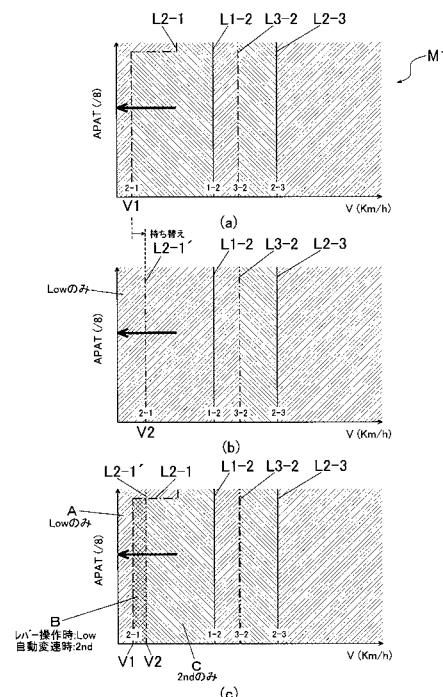 L2-1
L1-2
L3-2
L2-3
M1
APAT (/8)
2-1
1-2
3-2
2-3
V1
V (Km/h)
(a)
持ち替え
L2-1´
L1-2
L3-2
L2-3
Lowのみ
APAT (/8)
2-1
1-2
3-2
2-3
V2
V (Km/h)
(b)
L2-1´
L2-1
L1-2
L3-2
L2-3
A
Lowのみ
APAT (/8)
B
レバー操作時:Low
自動変速時:2nd
2-1
1-2
3-2
2-3
V1
V2
C
2ndのみ
V (Km/h)
(c)